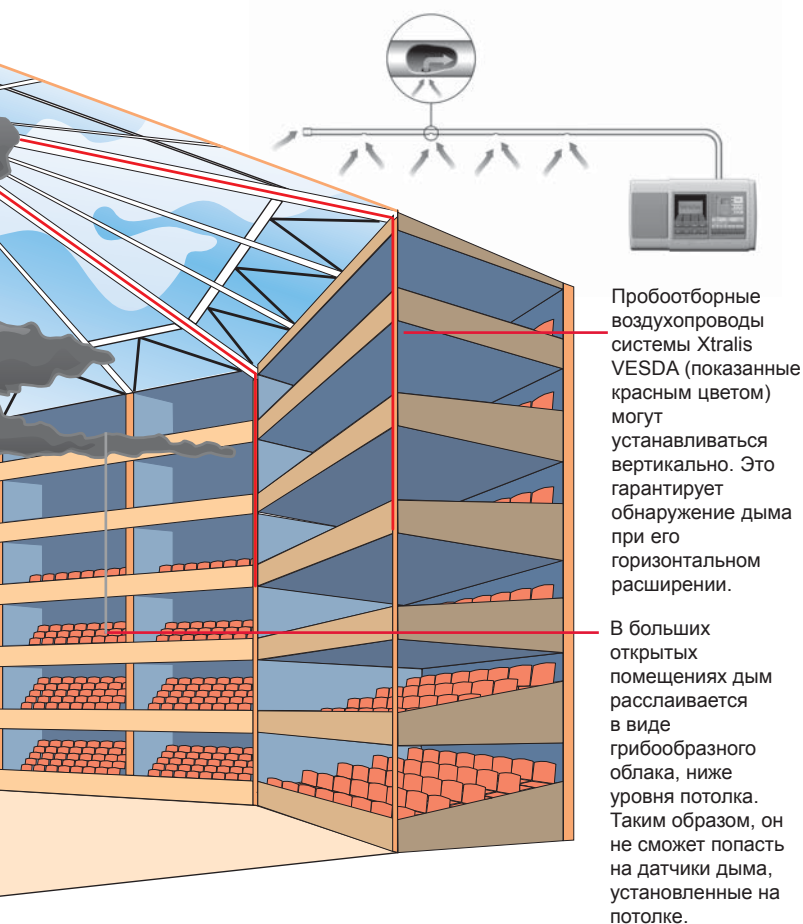 Пробоотборные
воздухопроводы
системы Xtralis
VESDA (показанные
красным цветом)
могут
устанавливаться
вертикально. Это
гарантирует
обнаружение дыма
при его
горизонтальном
расширении.
В больших
открытых
помещениях дым
расслаивается
в виде
грибообразного
облака, ниже
уровня потолка.
Таким образом, он
не сможет попасть
на датчики дыма,
установленные на
потолке.